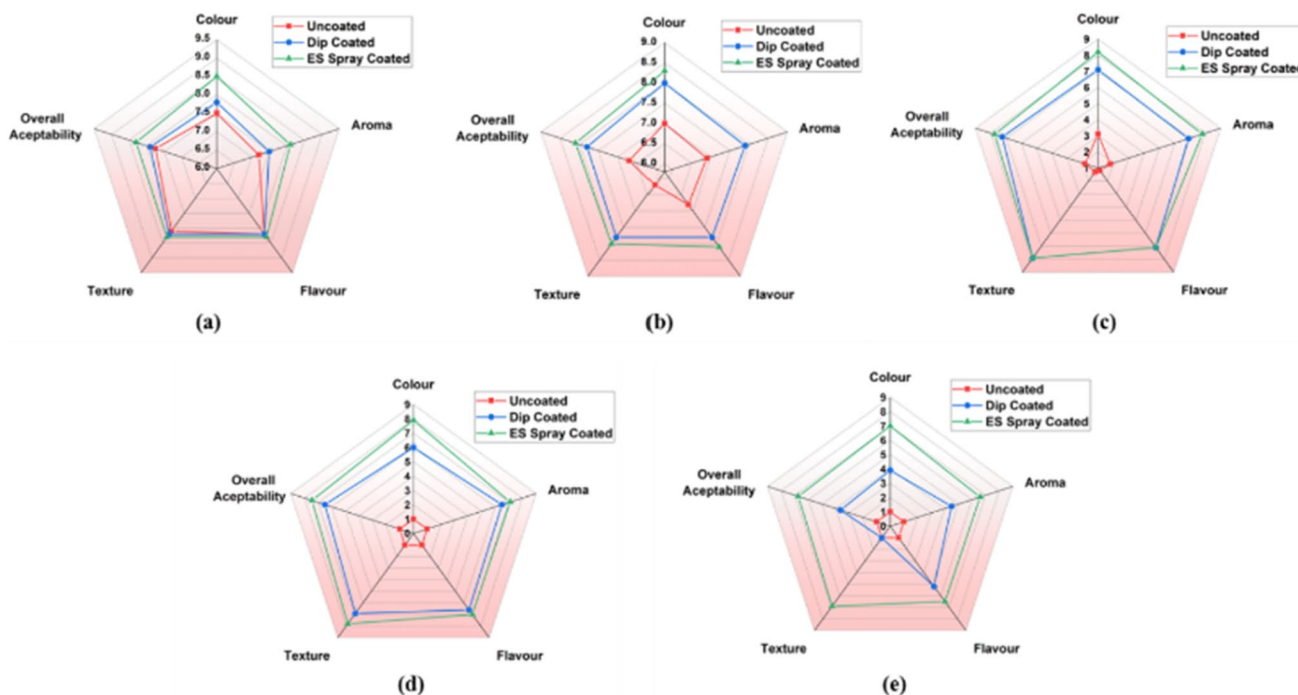 Colour
9.5
9.0
8.5
8.0
7.5
7.0
6.5
6.0
Uncoated
Dip Coated
ES Spray Coated
Overall
Aceptability
Aroma
Texture
Flavour
(a)
Colour
9.0
8.5
8.0
7.5
7.0
6.5
6.0
Uncoated
Dip Coated
ES Spray Coated
Overall
Aceptability
Aroma
Texture
Flavour
(b)
Colour
9
8
7
6
5
4
3
2
1
Uncoated
Dip Coated
ES Spray Coated
Overall
Aceptability
Aroma
Texture
Flavour
(c)
Colour
9
8
7
6
5
4
3
2
1
0
Uncoated
Dip Coated
ES Spray Coated
Overall
Aceptability
Aroma
Texture
Flavour
(d)
Colour
9
8
7
6
5
4
3
2
1
0
Uncoated
Dip Coated
ES Spray Coated
Overall
Aceptability
Aroma
Texture
Flavour
(e)